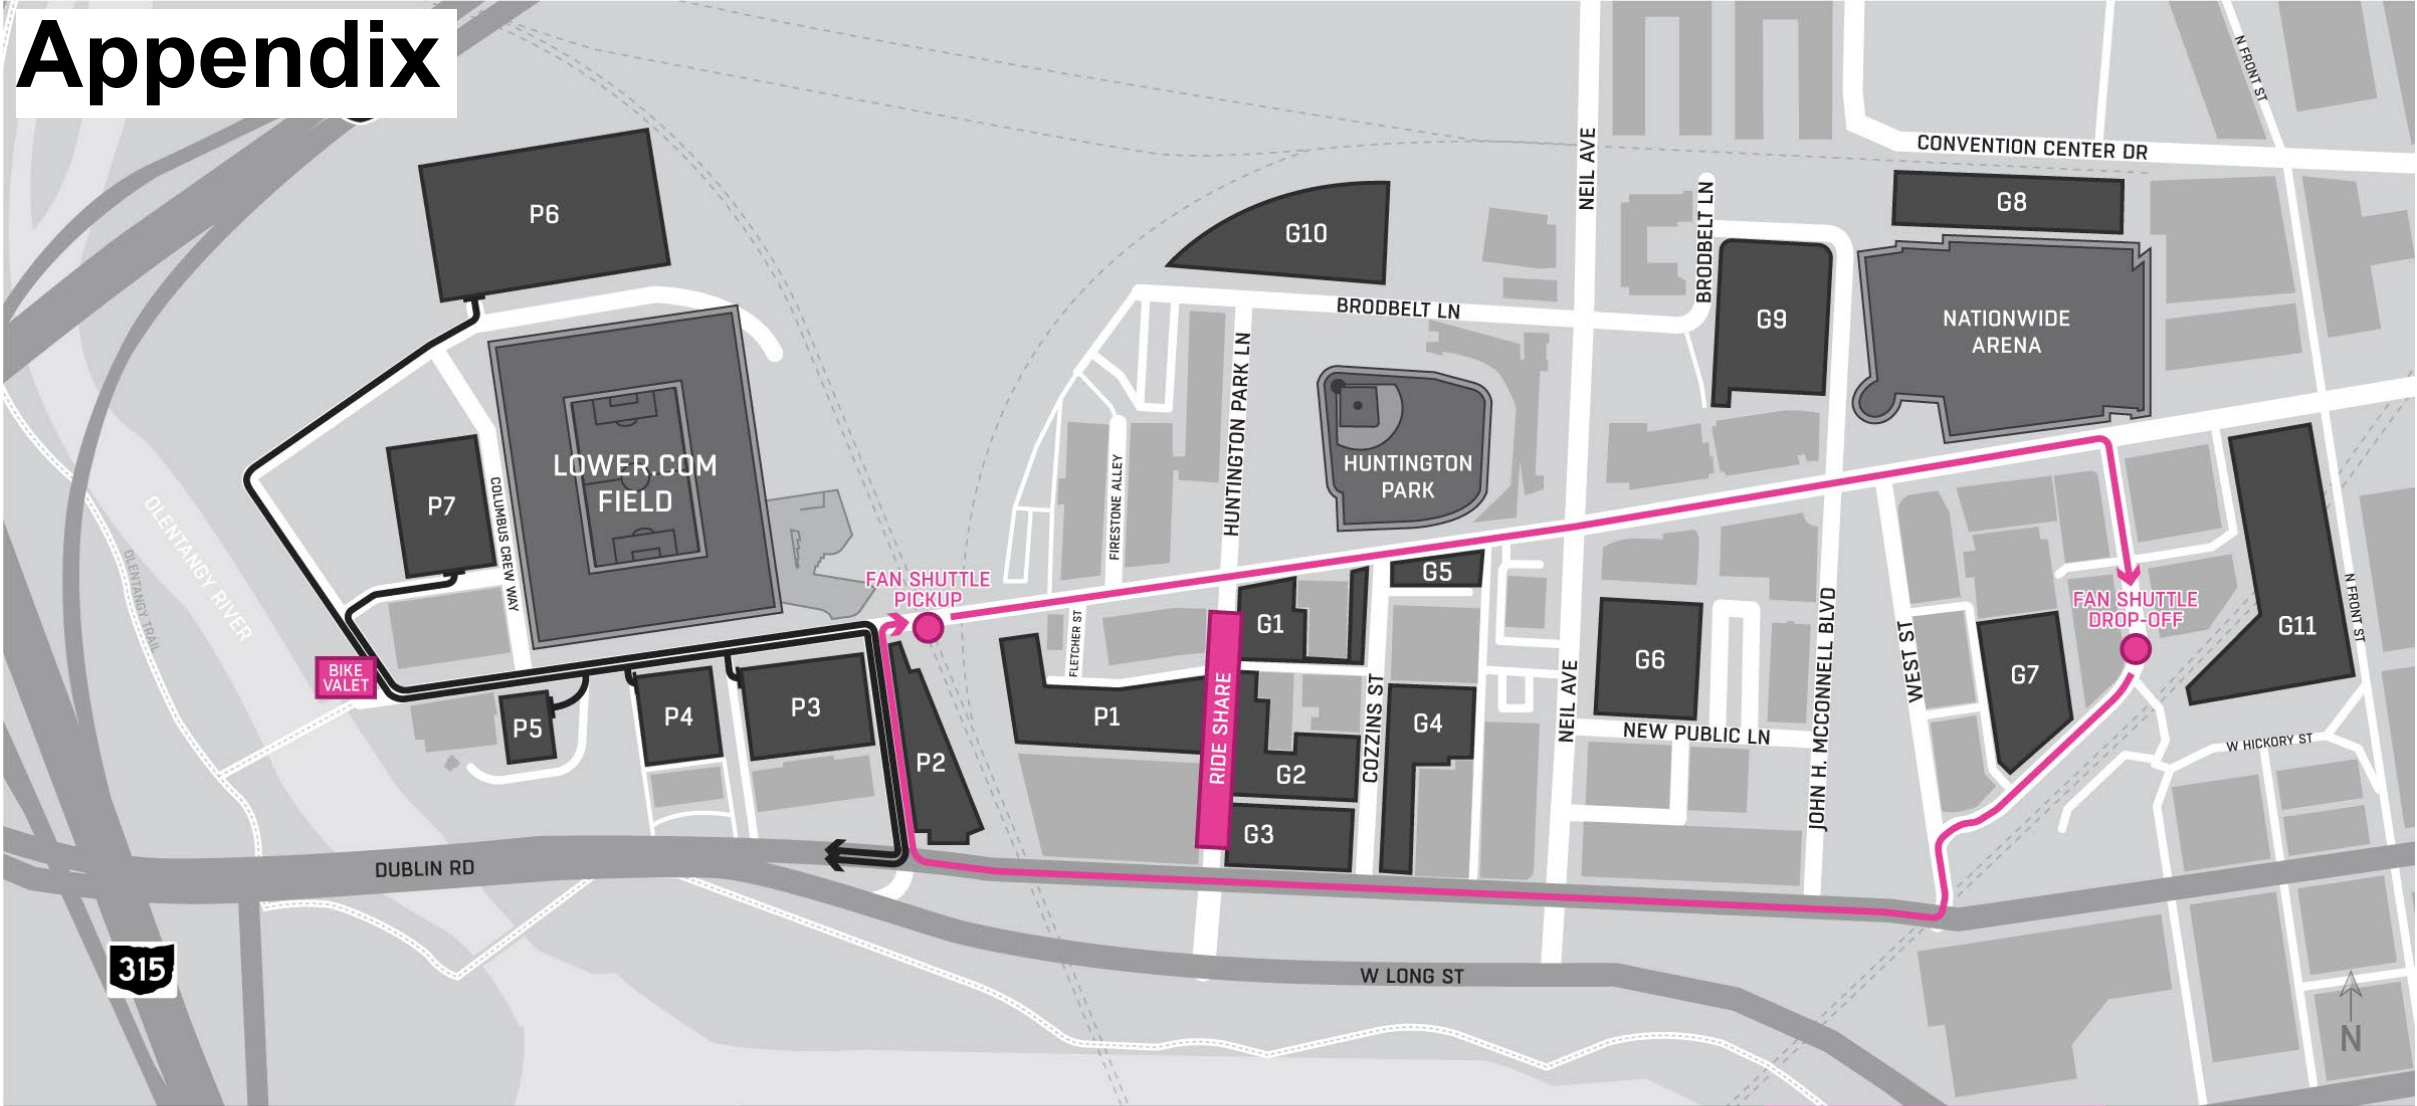 Appendix
N FRONT ST
NEIL AVE
CONVENTION CENTER DR
P6
G10
BRODBELT LN
G8
BRODBELT LN
G9
NATIONWIDE
ARENA
HUNTINGTON PARK LN
LOWER.COM
FIELD
HUNTINGTON
PARK
P7
COLUMBUS CREW WAY
FIRESTONE ALLEY
OLENTANGY RIVER
OLENTANGY TRAIL
FAN SHUTTLE
PICKUP
G5
FAN SHUTTLE
DROP-OFF
N FRONT ST
G1
FLETCHER ST
G11
BIKE
VALET
G6
JOHN H. MCCONNELL BLVD
WEST ST
G7
P5
P4
P3
P2
P1
RIDE SHARE
COZZINS ST
G4
NEIL AVE
NEW PUBLIC LN
W HICKORY ST
G2
G3
DUBLIN RD
315
W LONG ST
N